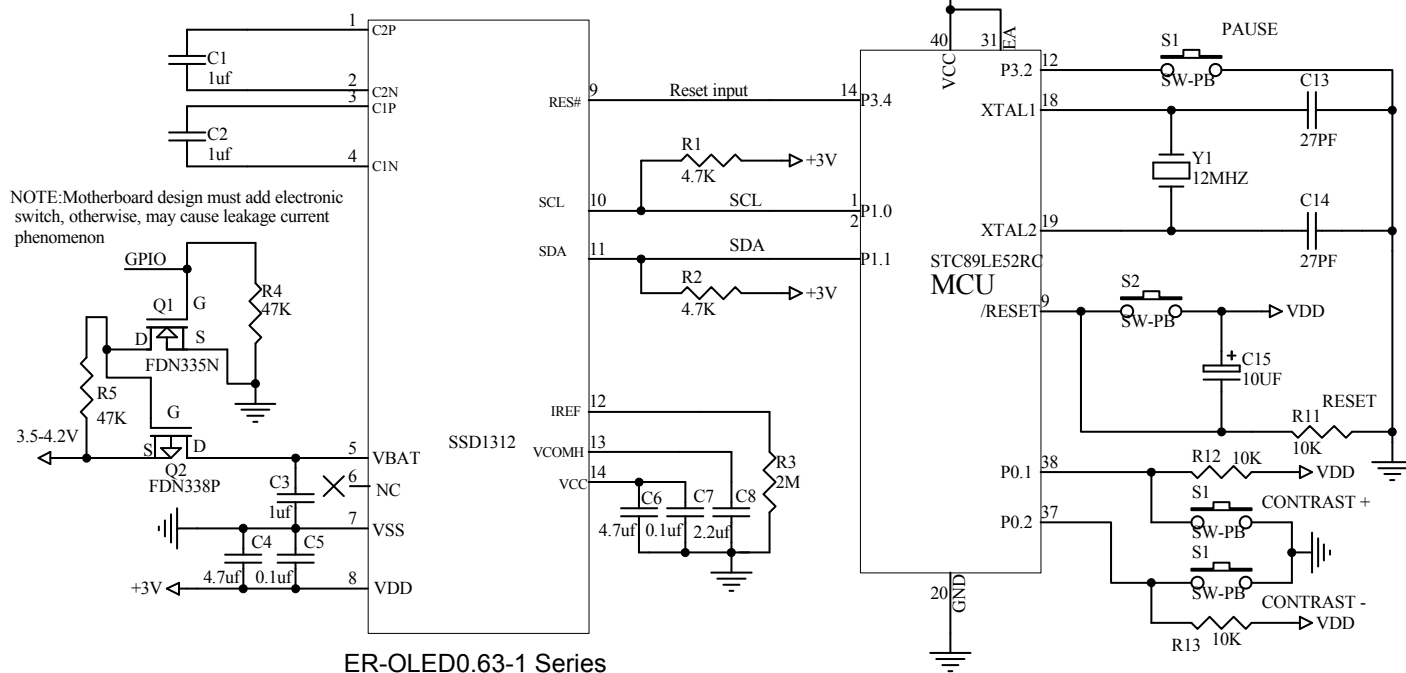 1
C2P
C1
1uf
2
C2N
3
C1P
C2
1uf
4
C1N
NOTE:Motherboard design must add electronic
switch, otherwise, may cause leakage current
phenomenon
GPIO
Q1
G
D
S
FDN335N
R4
47K
R5
47K
G
3.5-4.2V
S
D
Q2
FDN338P
5
VBAT
6
NC
C3
1uf
7
VSS
C4
4.7uf
C5
0.1uf
+3V
8
VDD
SSD1312
9
RES#
Reset input
14
P3.4
R1
4.7K
+3V
SCL
10
SCL
1
P1.0
2
SDA
11
SDA
P1.1
R2
4.7K
+3V
IREF
12
VCOMH
13
VCC
14
C6
4.7uf
C7
0.1uf
C8
2.2uf
R3
2M
ER-OLED0.63-1 Series
40
VCC
31
EA
P3.2
12
S1
SW-PB
PAUSE
XTAL1
18
C13
27PF
Y1
12MHZ
XTAL2
19
C14
27PF
STC89LE52RC
MCU
/RESET
9
S2
SW-PB
VDD
+
C15
10UF
RESET
R11
10K
P0.1
38
R12
10K
VDD
S1
SW-PB
CONTRAST +
P0.2
37
S1
SW-PB
CONTRAST -
R13
10K
VDD
20
GND